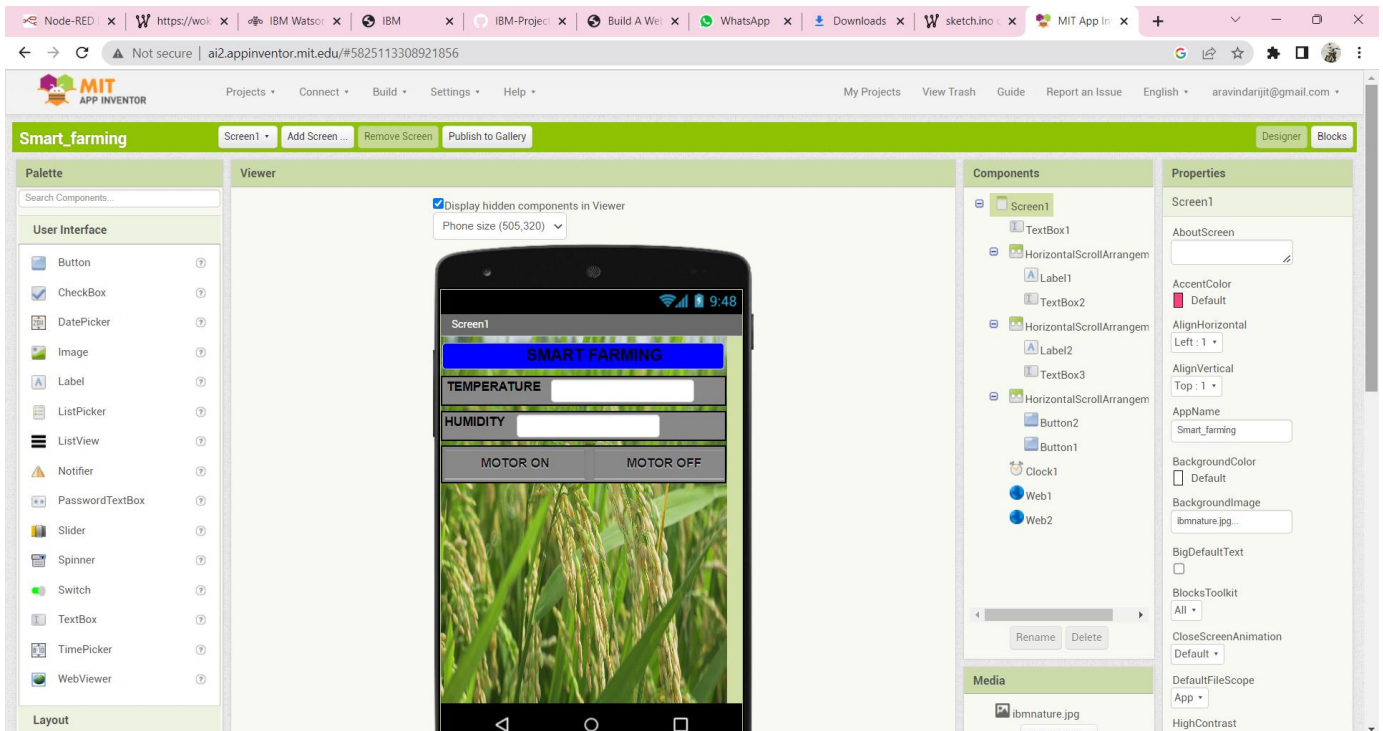 Node-RED
https://wok
IBM Watson
IBM
IBM-Project
Build A We
WhatsApp
Downloads
sketch.ino
MIT App In
Not secure | ai2.appinventor.mit.edu/#5825113308921856
MIT
APP INVENTOR
Projects
Connect
Build
Settings
Help
My Projects
View Trash
Guide
Report an Issue
English
aravindarijit@gmail.com
Smart_farming
Screen1
Add Screen ...
Remove Screen
Publish to Gallery
Designer
Blocks
Palette
Search Components...
User Interface
Button
CheckBox
DatePicker
Image
Label
ListPicker
ListView
Notifier
PasswordTextBox
Slider
Spinner
Switch
TextBox
TimePicker
WebViewer
Layout
Viewer
Display hidden components in Viewer
Phone size (505,320)
9:48
Screen1
SMART FARMING
TEMPERATURE
HUMIDITY
MOTOR ON
MOTOR OFF
Components
Screen1
TextBox1
HorizontalScrollArrangem
Label1
TextBox2
HorizontalScrollArrangem
Label2
TextBox3
HorizontalScrollArrangem
Button2
Button1
Clock1
Web1
Web2
Rename
Delete
Media
ibmnature.jpg
Properties
Screen1
AboutScreen
AccentColor
Default
AlignHorizontal
Left : 1
AlignVertical
Top : 1
AppName
Smart_farming
BackgroundColor
Default
BackgroundImage
ibmnature.jpg...
BigDefaultText
BlocksToolkit
All
CloseScreenAnimation
Default
DefaultFileScope
App
HighContrast